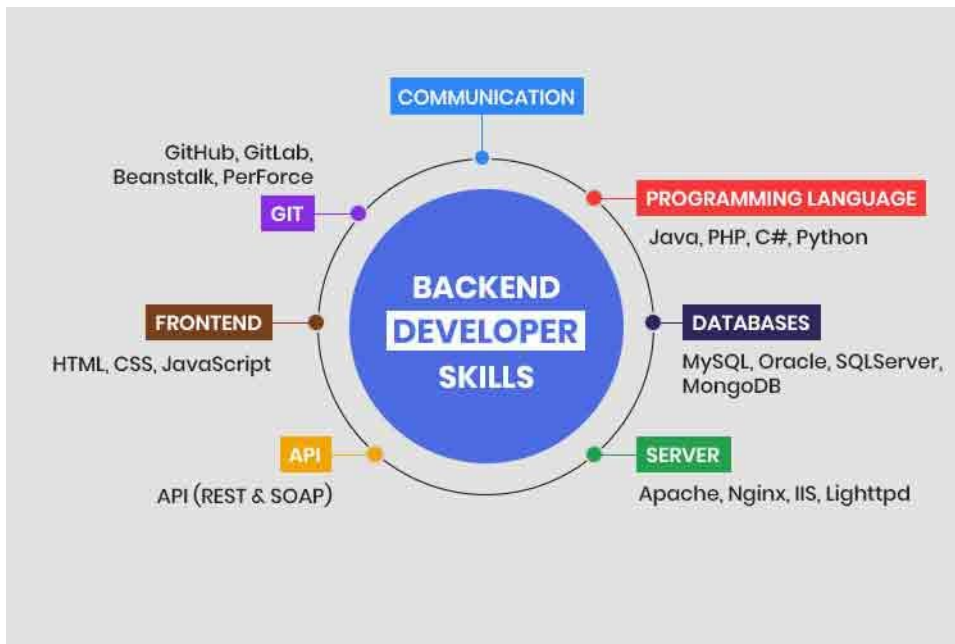 COMMUNICATION
GitHub, GitLab,
Beanstalk, PerForce
GIT
PROGRAMMING LANGUAGE
Java, PHP, C#, Python
BACKEND
DEVELOPER
SKILLS
FRONTEND
HTML, CSS, JavaScript
DATABASES
MySQL, Oracle, SQLServer,
MongoDB
API
API (REST & SOAP)
SERVER
Apache, Nginx, IIS, Lighttpd